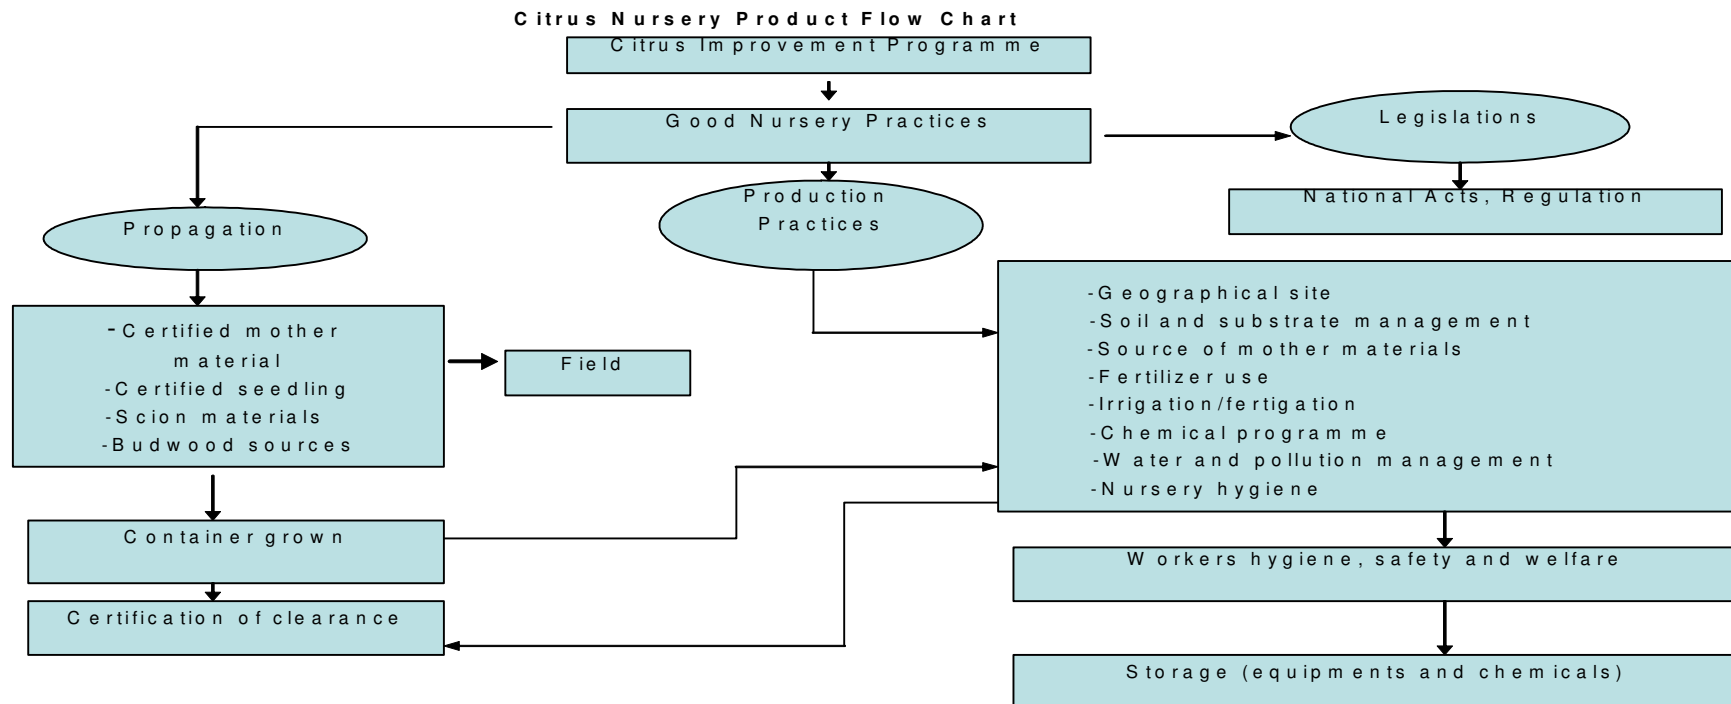 Citrus Nursery Product Flow Chart
Citrus Improvement Programme
Good Nursery Practices
Legislations
National Acts, Regulation
Production
Practices
Propagation
-Certified mother
material
-Certified seedling
-Scion materials
-Budwood sources
Field
-Geographical site
-Soil and substrate management
-Source of mother materials
-Fertilizer use
-Irrigation/fertigation
-Chemical programme
-Water and pollution management
-Nursery hygiene
Container grown
Workers hygiene, safety and welfare
Certification of clearance
Storage (equipments and chemicals)